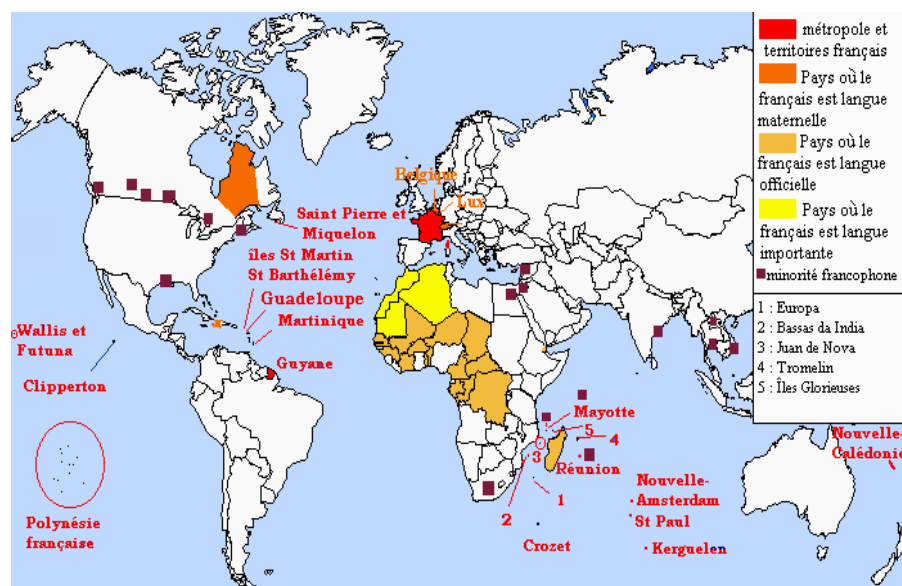 métropole et
territoires français
Pays où le
français est langue
maternelle
Pays où le
français est langue
officielle
Pays où le
français est langue
importante
minorité francophone
1 : Europa
2 : Bassas da India
3 : Juan de Nova
4 : Tromelin
5 : Îles Glorieuses
Belgique
Lux
Saint Pierre et
Miquelon
îles St Martin
St Barthélémy
Guadeloupe
Martinique
Wallis et
Futuna
Clipperton
Guyane
Polynésie
française
Mayotte
5
4
3
Réunion
1
2
Crozet
Nouvelle-
Amsterdam
St Paul
Kerguelen
Nouvelle-
Calédonie